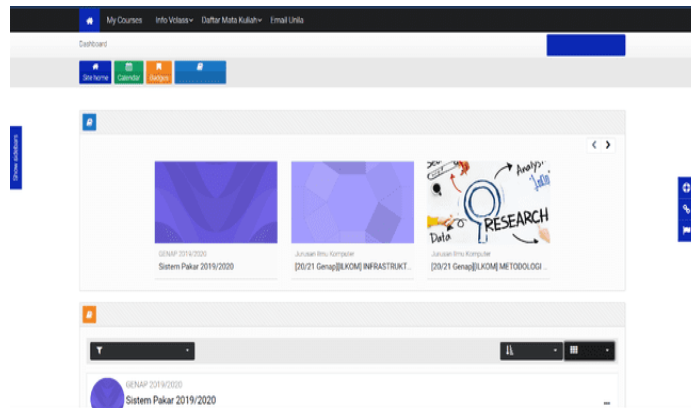 My Courses Info Vclass Daftar Mata Kuliah Email Unila
Dashboard
Site home Calendar Badges
Show sidebars
Analysis
Data
RESEARCH
GENAP 2019/2020
Jurusan Ilmu Komputer
Jurusan Ilmu Komputer
Sistem Pakar 2019/2020
[20/21 Genap][ILKOM] INFRASTRUKT...
[20/21 Genap][ILKOM] METODOLOGI ...
GENAP 2019/2020
Sistem Pakar 2019/2020